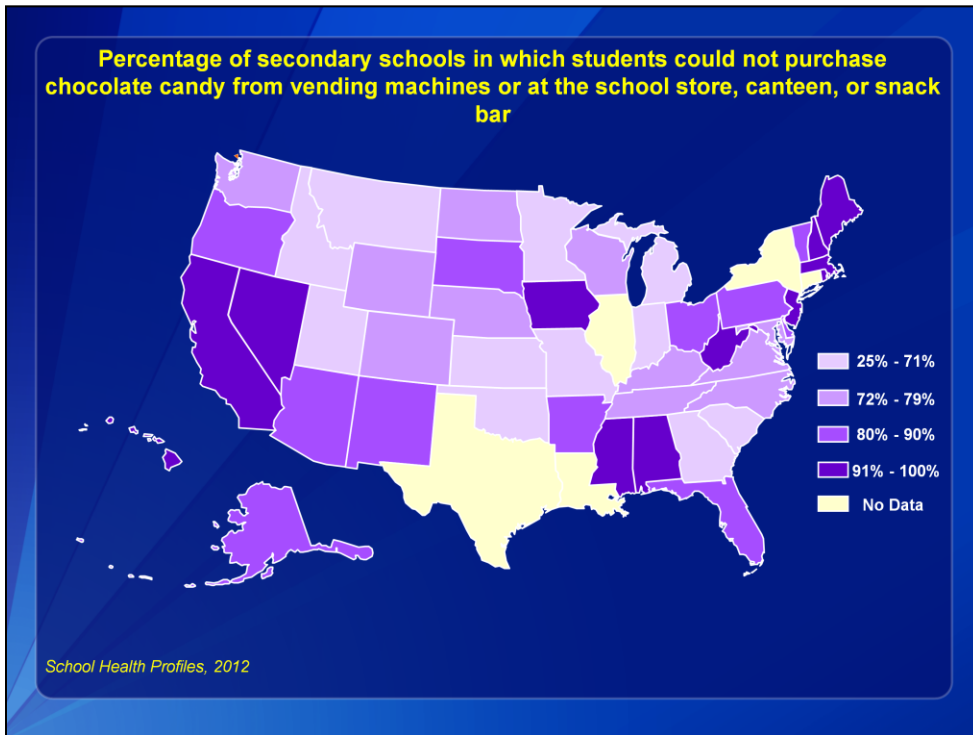 Percentage of secondary schools in which students could not purchase
chocolate candy from vending machines or at the school store, canteen, or snack
bar
25% - 71%
72% - 79%
80% - 90%
91% - 100%
No Data
School Health Profiles, 2012